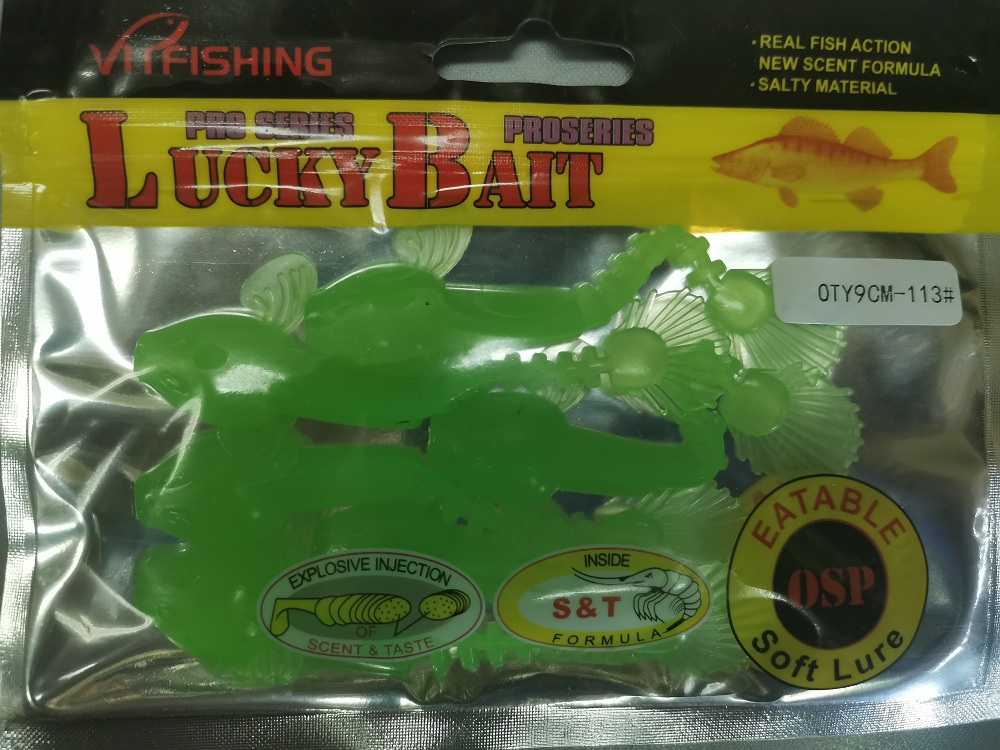 VITFISHING
·REAL FISH ACTION
NEW SCENT FORMULA
·SALTY MATERIAL
PRO SERIES
PROSERIES
LUCKY BAIT
OTY9CM-113#
EXPLOSIVE INJECTION
OF
SCENT & TASTE
INSIDE
S&T
FORMULA
EATABLE
OSP
Soft Lure